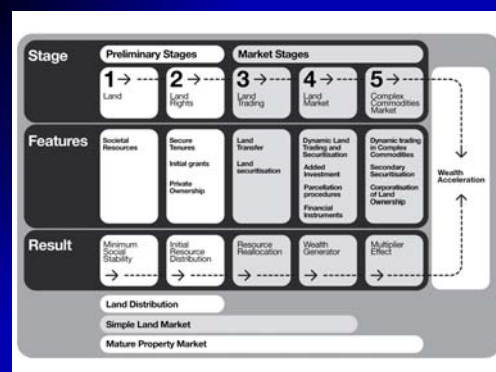 Stage
Preliminary Stages
Market Stages
1
2
3
4
5
Land
Land
Rights
Land
Trading
Land
Market
Complex
Commodities
Market
Features
Societal
Resources
Secure
Tenures
Initial grants
Private
Ownership
Land
Transfer
Land
securitisation
Dynamic Land
Trading and
Securitisation
Added
Investment
Parcellation
procedures
Financial
Instruments
Dynamic trading
in Complex
Commodities
Secondary
Securitisation
Corporatisation
of Land
Ownership
Wealth
Acceleration
Result
Minimum
Social
Stability
Initial
Resource
Distribution
Resource
Reallocation
Wealth
Generator
Multiplier
Effect
Land Distribution
Simple Land Market
Mature Property Market